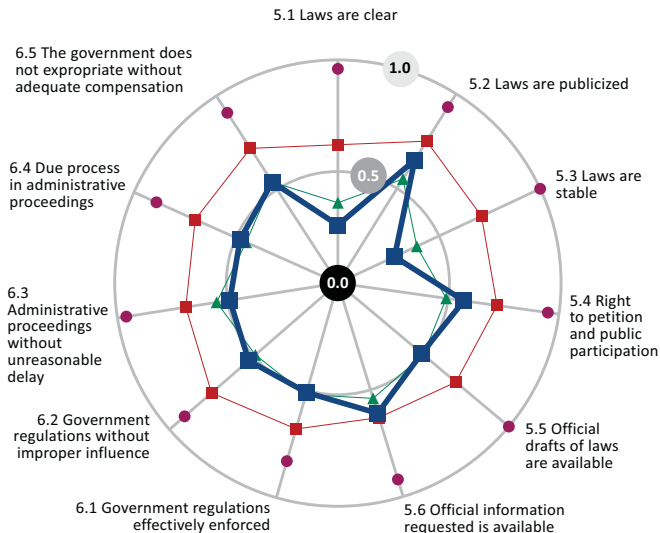 5.1 Laws are clear
1.0
5.2 Laws are publicized
5.3 Laws are
stable
5.4 Right
to petition
and public
participation
5.5 Official
drafts of laws
are available
5.6 Official information
requested is available
6.1 Government regulations
effectively enforced
6.2 Government
regulations without
improper influence
6.3
Administrative
proceedings
without
unreasonable
delay
6.4 Due process
in administrative
proceedings
6.5 The government does
not expropriate without
adequate compensation
0.5
0.0